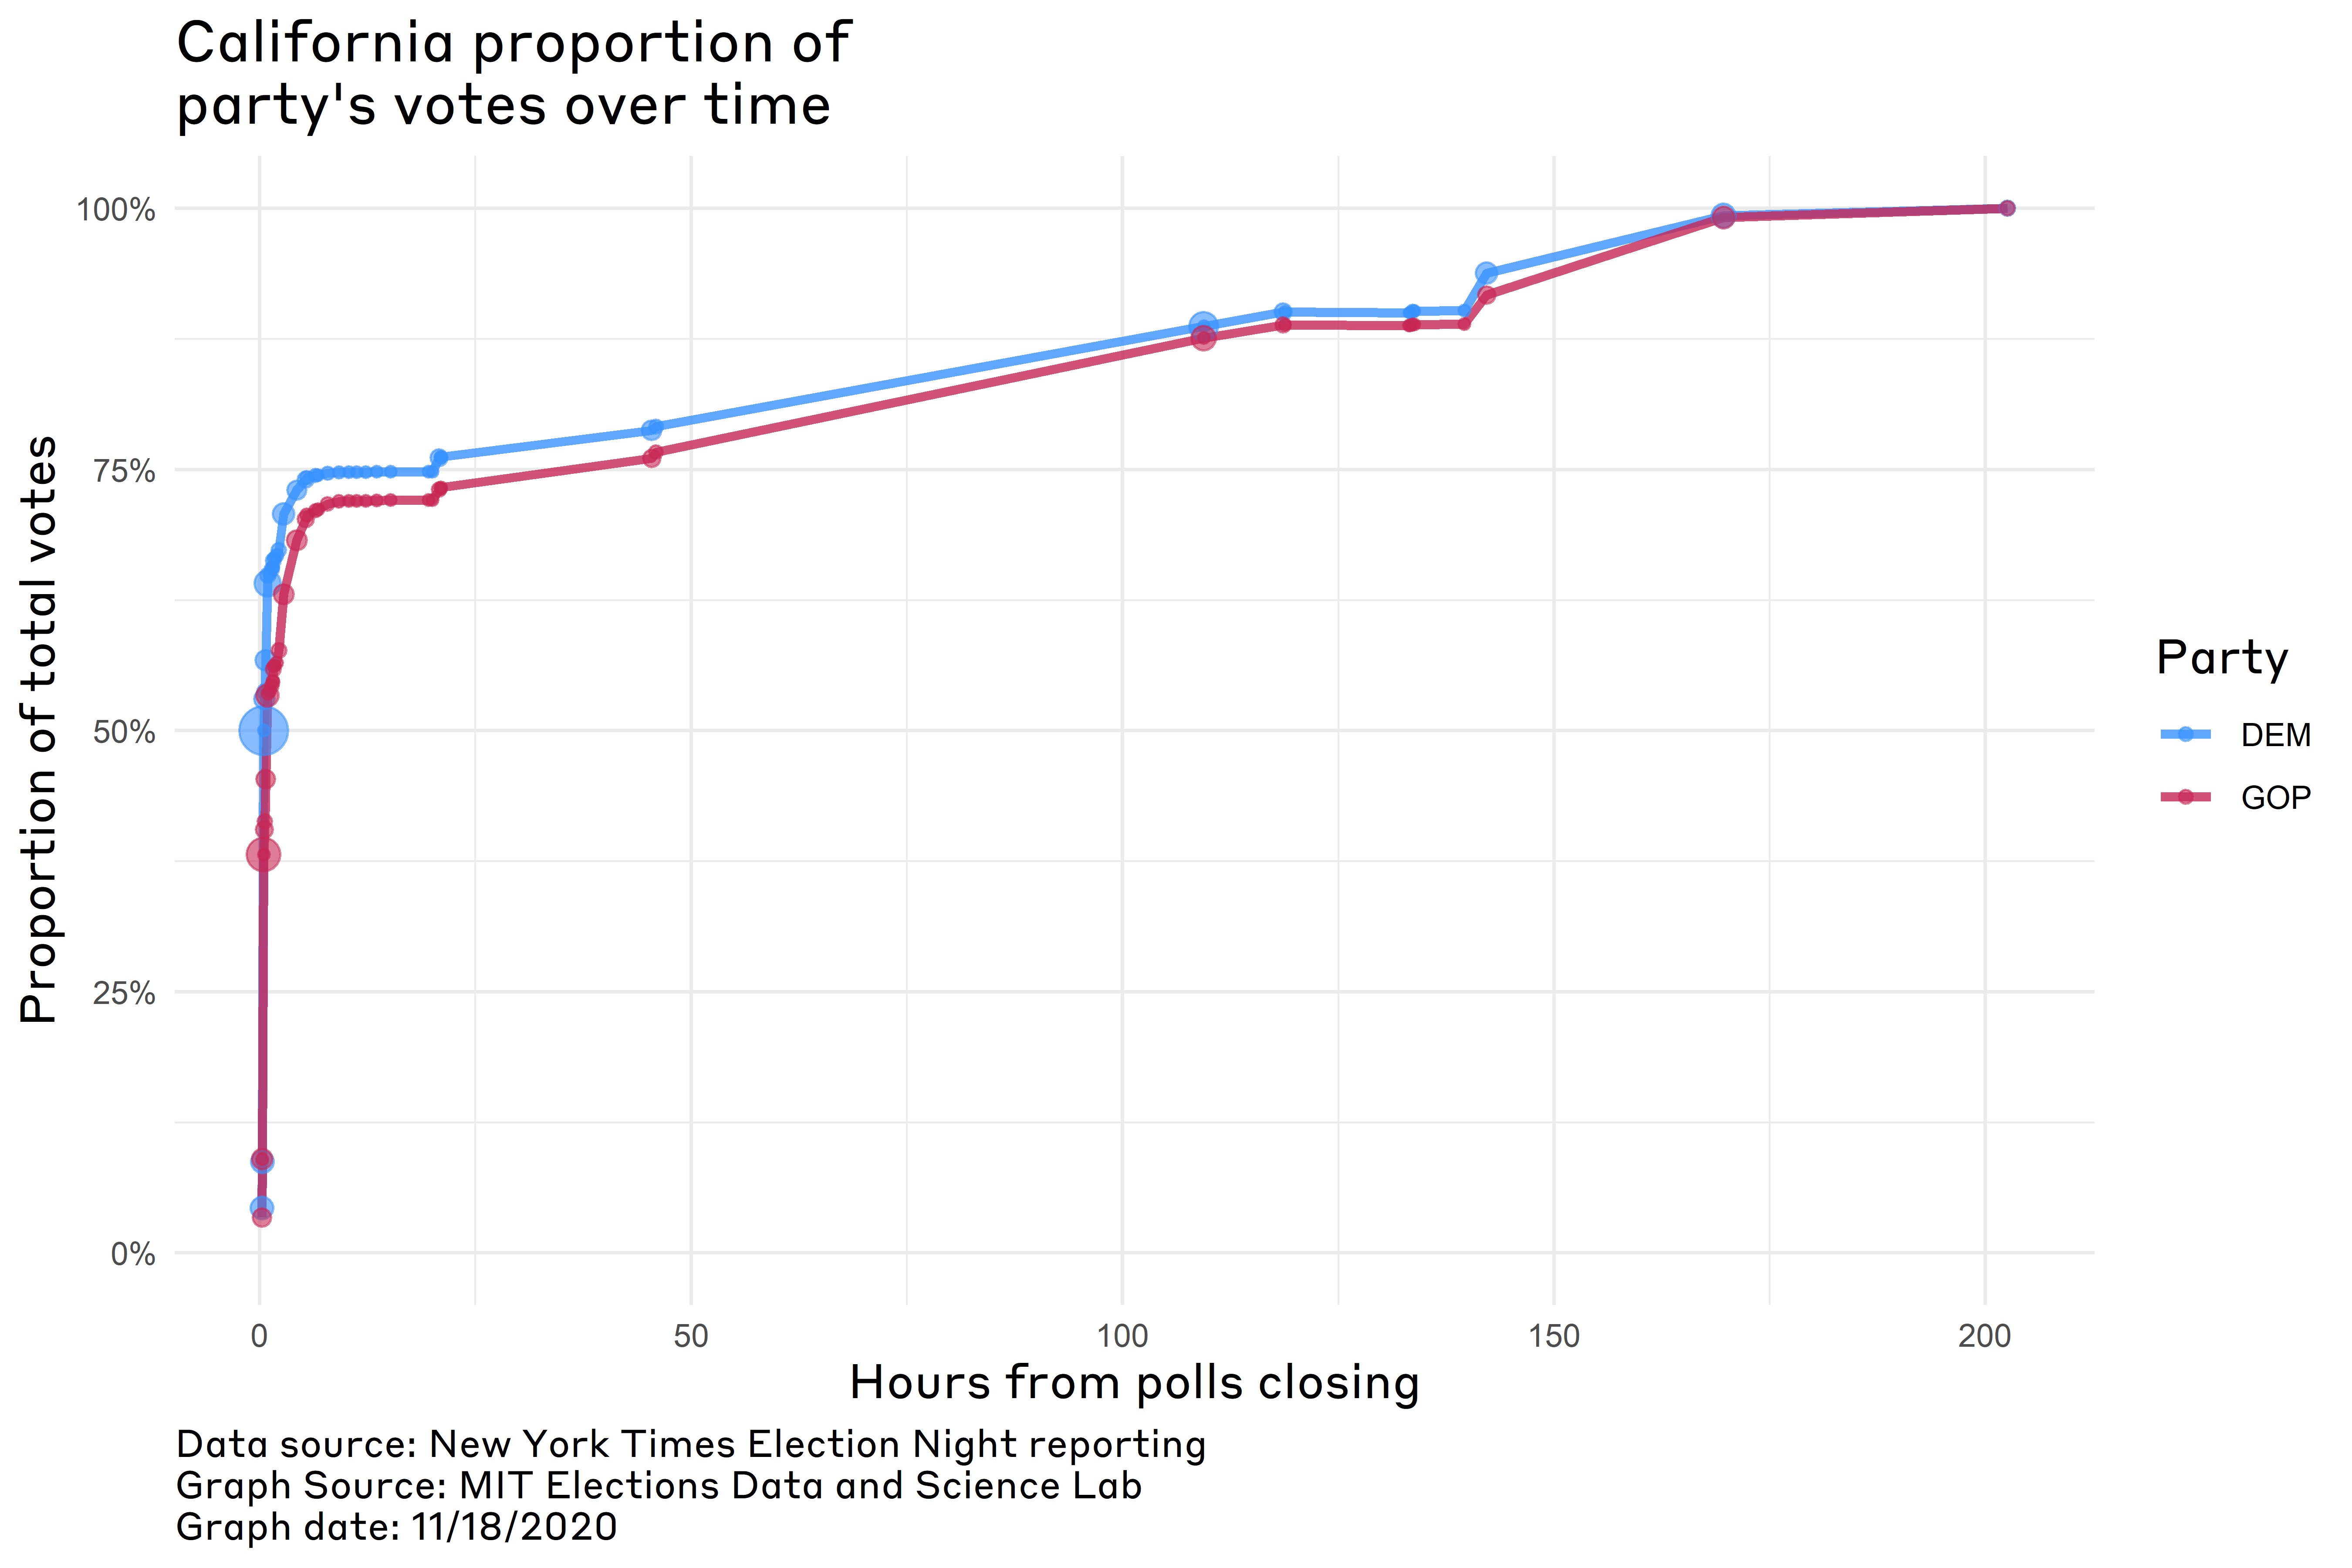 California proportion of
party's votes over time
Proportion of total votes
100%
75%
50%
25%
0%
0
50
100
150
200
Hours from polls closing
Party
DEM
GOP
Data source: New York Times Election Night reporting
Graph Source: MIT Elections Data and Science Lab
Graph date: 11/18/2020